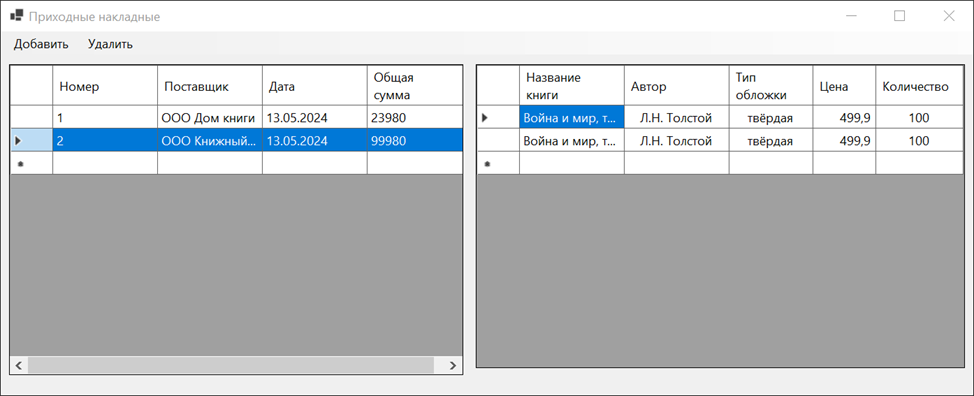 Приходные накладные
Добавить Удалить
Номер Поставщик Дата Общая сумма
1 ООО Дом книги 13.05.2024 23980
2 ООО Книжный... 13.05.2024 99980
Название книги Автор Тип обложки Цена Количество
Война и мир, т... Л.Н. Толстой твёрдая 499,9 100
Война и мир, т... Л.Н. Толстой твёрдая 499,9 100